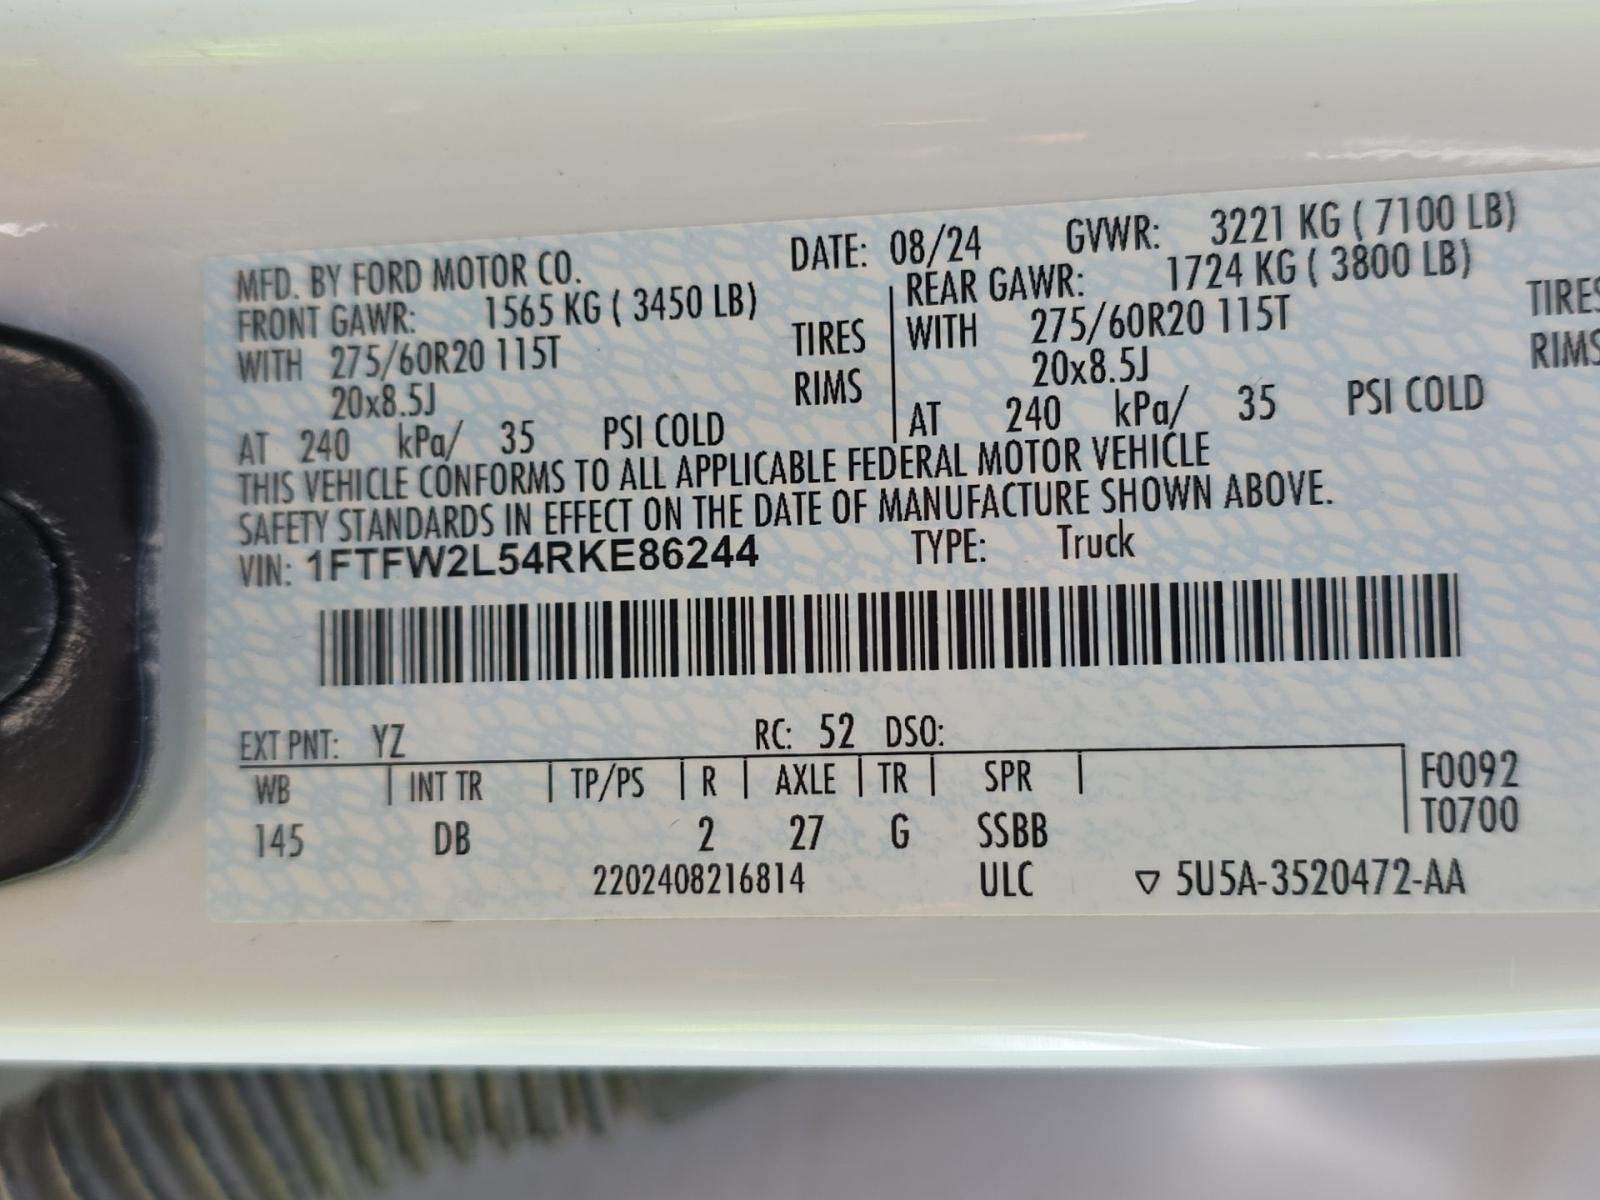 MFD. BY FORD MOTOR CO. DATE: 08/24 GVWR: 3221 KG ( 7100 LB)
FRONT GAWR: 1565 KG ( 3450 LB) REAR GAWR: 1724 KG ( 3800 LB)
WITH 275/60R20 115T TIRES WITH 275/60R20 115T TIRES
20x8.5J RIMS 20x8.5J RIMS
AT 240 kPa/ 35 PSI COLD AT 240 kPa/ 35 PSI COLD
THIS VEHICLE CONFORMS TO ALL APPLICABLE FEDERAL MOTOR VEHICLE
SAFETY STANDARDS IN EFFECT ON THE DATE OF MANUFACTURE SHOWN ABOVE.
VIN: 1FTFW2L54RKE86244 TYPE: Truck
EXT PNT: YZ RC: 52 DSO:
WB INT TR TP/PS R AXLE TR SPR F0092
145 DB 2 27 G SSBB T0700
2202408216814 ULC ▽ 5U5A-3520472-AA